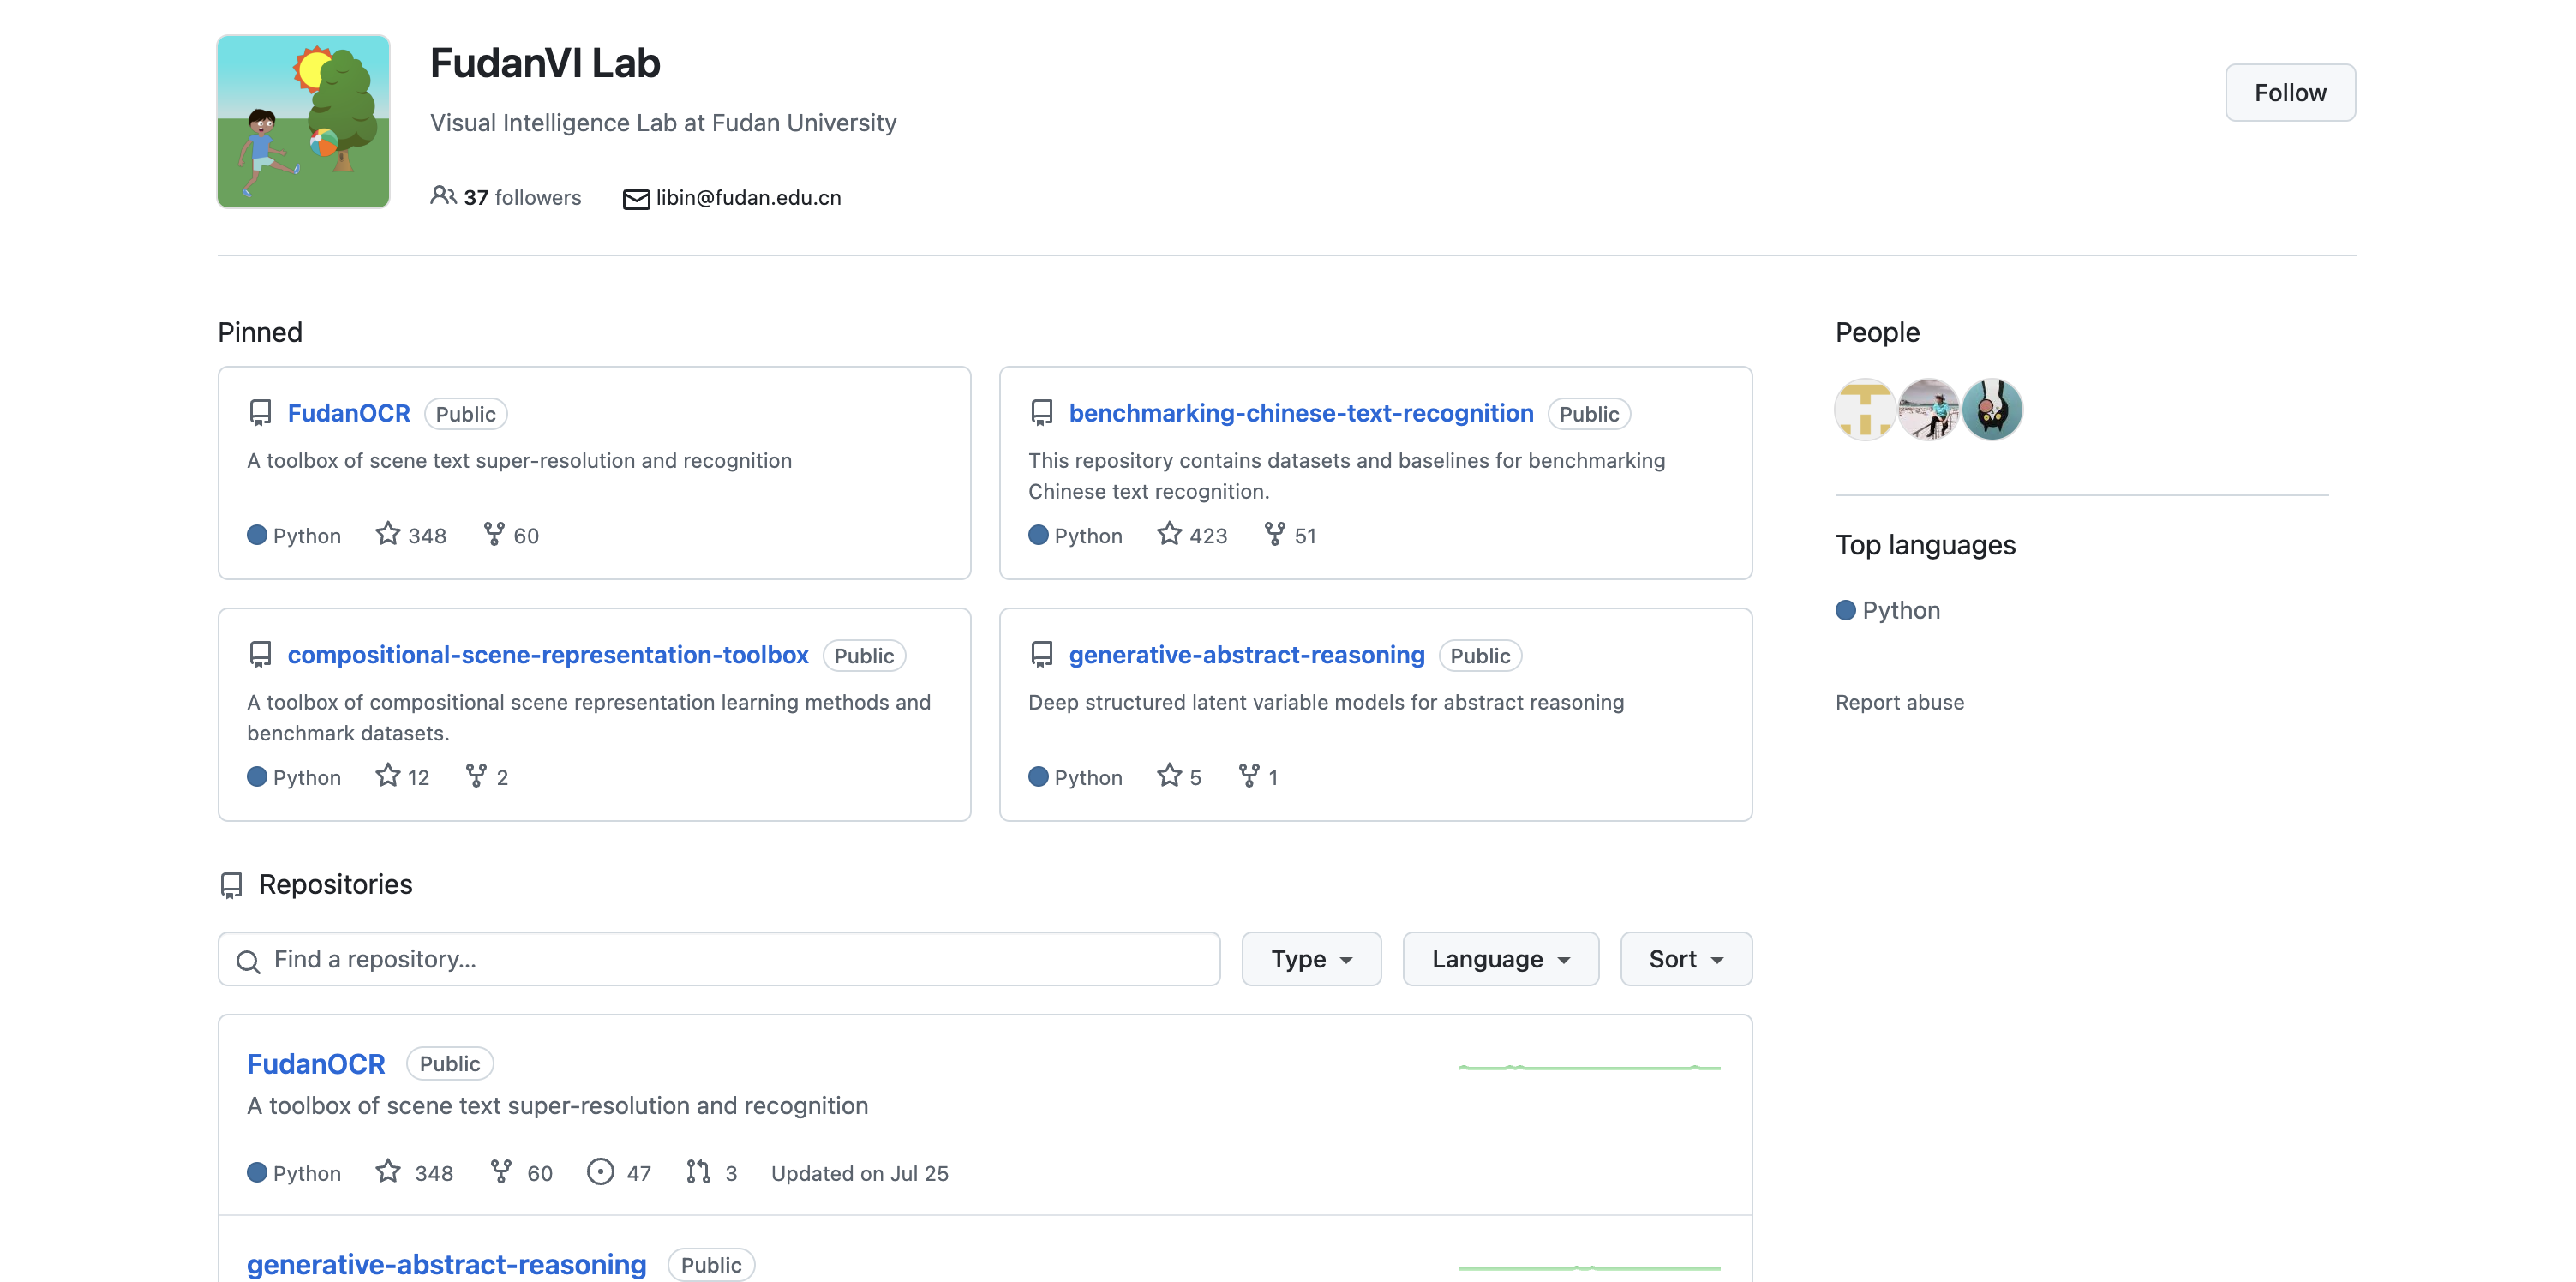 FudanVI Lab
Visual Intelligence Lab at Fudan University
37 followers libin@fudan.edu.cn
Follow
Pinned
FudanOCR Public
A toolbox of scene text super-resolution and recognition
Python 348 60
benchmarking-chinese-text-recognition Public
This repository contains datasets and baselines for benchmarking
Chinese text recognition.
Python 423 51
compositional-scene-representation-toolbox Public
A toolbox of compositional scene representation learning methods and
benchmark datasets.
Python 12 2
generative-abstract-reasoning Public
Deep structured latent variable models for abstract reasoning
Python 5 1
People
Top languages
Python
Report abuse
Repositories
Find a repository...
Type
Language
Sort
FudanOCR Public
A toolbox of scene text super-resolution and recognition
Python 348 60 47 3 Updated on Jul 25
generative-abstract-reasoning Public